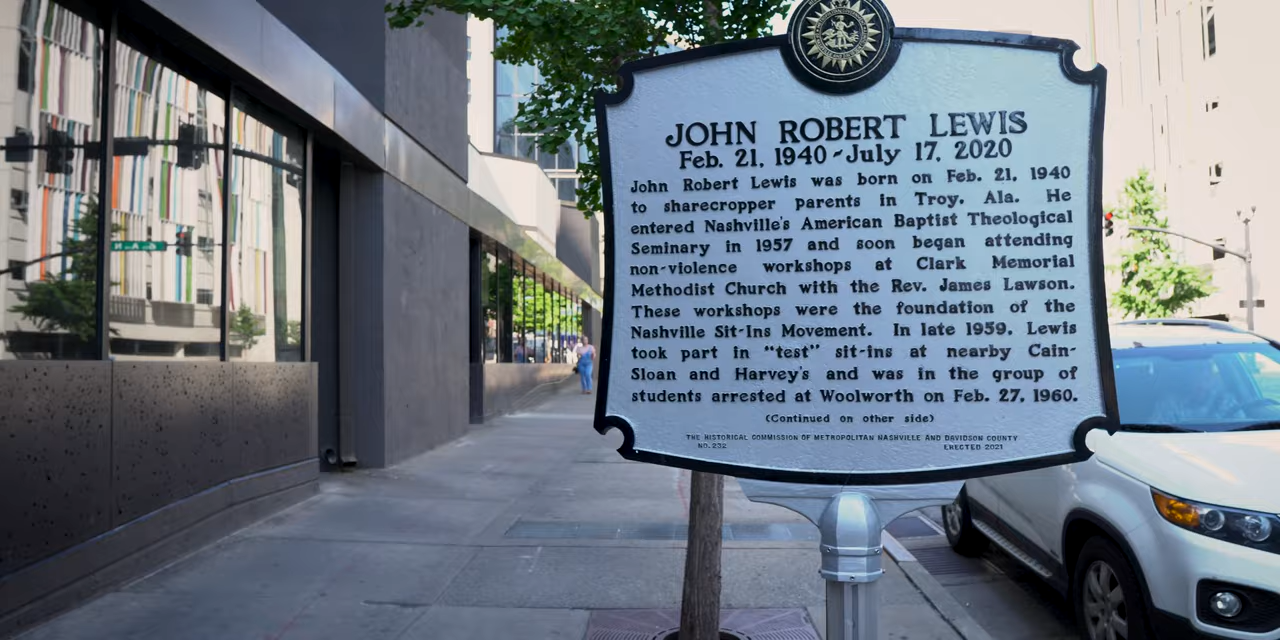 JOHN ROBERT LEWIS
Feb. 21, 1940 - July 17, 2020
John Robert Lewis was born on Feb. 21, 1940
to sharecropper parents in Troy, Ala. He
entered Nashville's American Baptist Theological
Seminary in 1957 and soon began attending
non-violence workshops at Clark Memorial
Methodist Church with the Rev. James Lawson.
These workshops were the foundation of the
Nashville Sit-Ins Movement. In late 1959, Lewis
took part in "test" sit-ins at nearby Cain-
Sloan and Harvey's and was in the group of
students arrested at Woolworth on Feb. 27, 1960.
(Continued on other side)
THE HISTORICAL COMMISSION OF METROPOLITAN NASHVILLE AND DAVIDSON COUNTY
NO. 232 ERECTED 2021